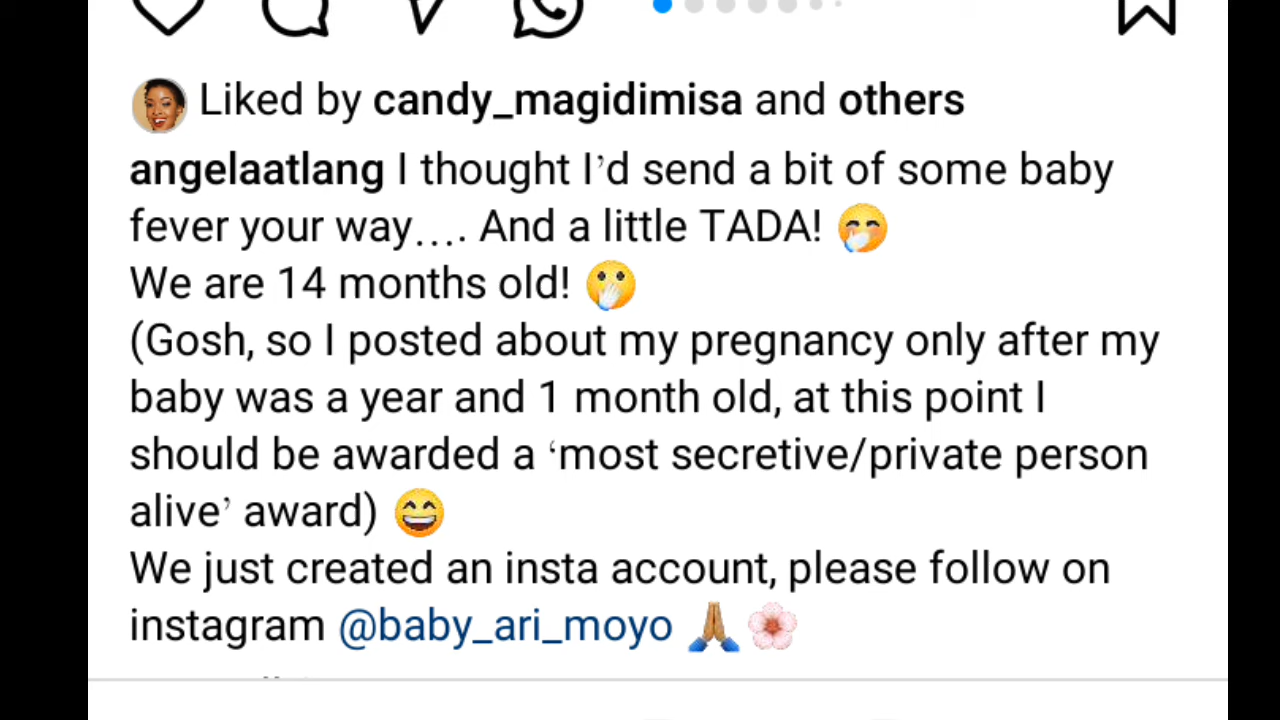 Liked by candy_magidimisa and others
angelaatlang I thought I’d send a bit of some baby
fever your way…. And a little TADA! 🤭
We are 14 months old! 🫢
(Gosh, so I posted about my pregnancy only after my
baby was a year and 1 month old, at this point I
should be awarded a ‘most secretive/private person
alive’ award) 😄
We just created an insta account, please follow on
instagram @baby_ari_moyo 🙏🏽🌸